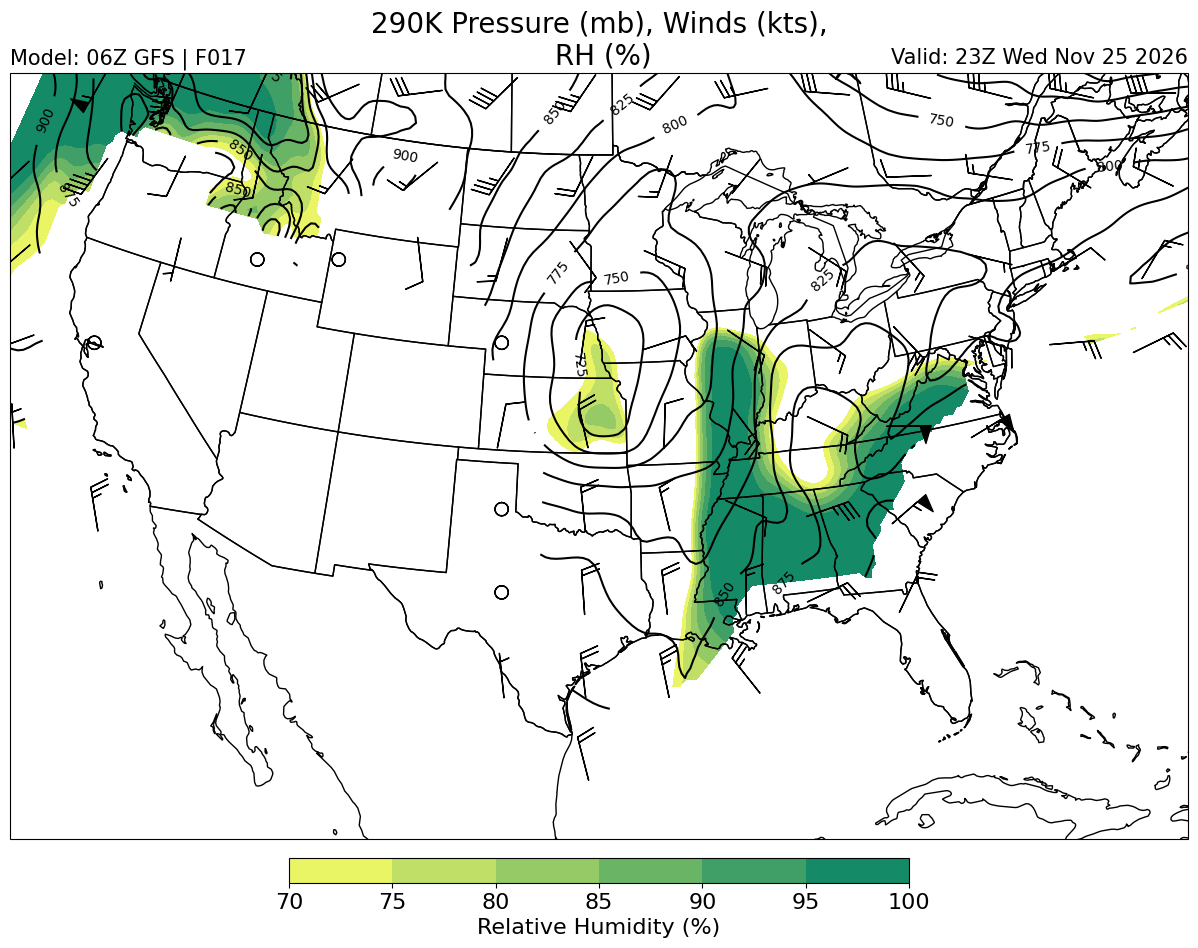 290K Pressure (mb), Winds (kts),
RH (%)
Model: 06Z GFS | F017
Valid: 23Z Wed Nov 25 2026
850
825
800
750
775
800
900
900
850
850
875
775
750
725
825
850
875
70 75 80 85 90 95 100
Relative Humidity (%)